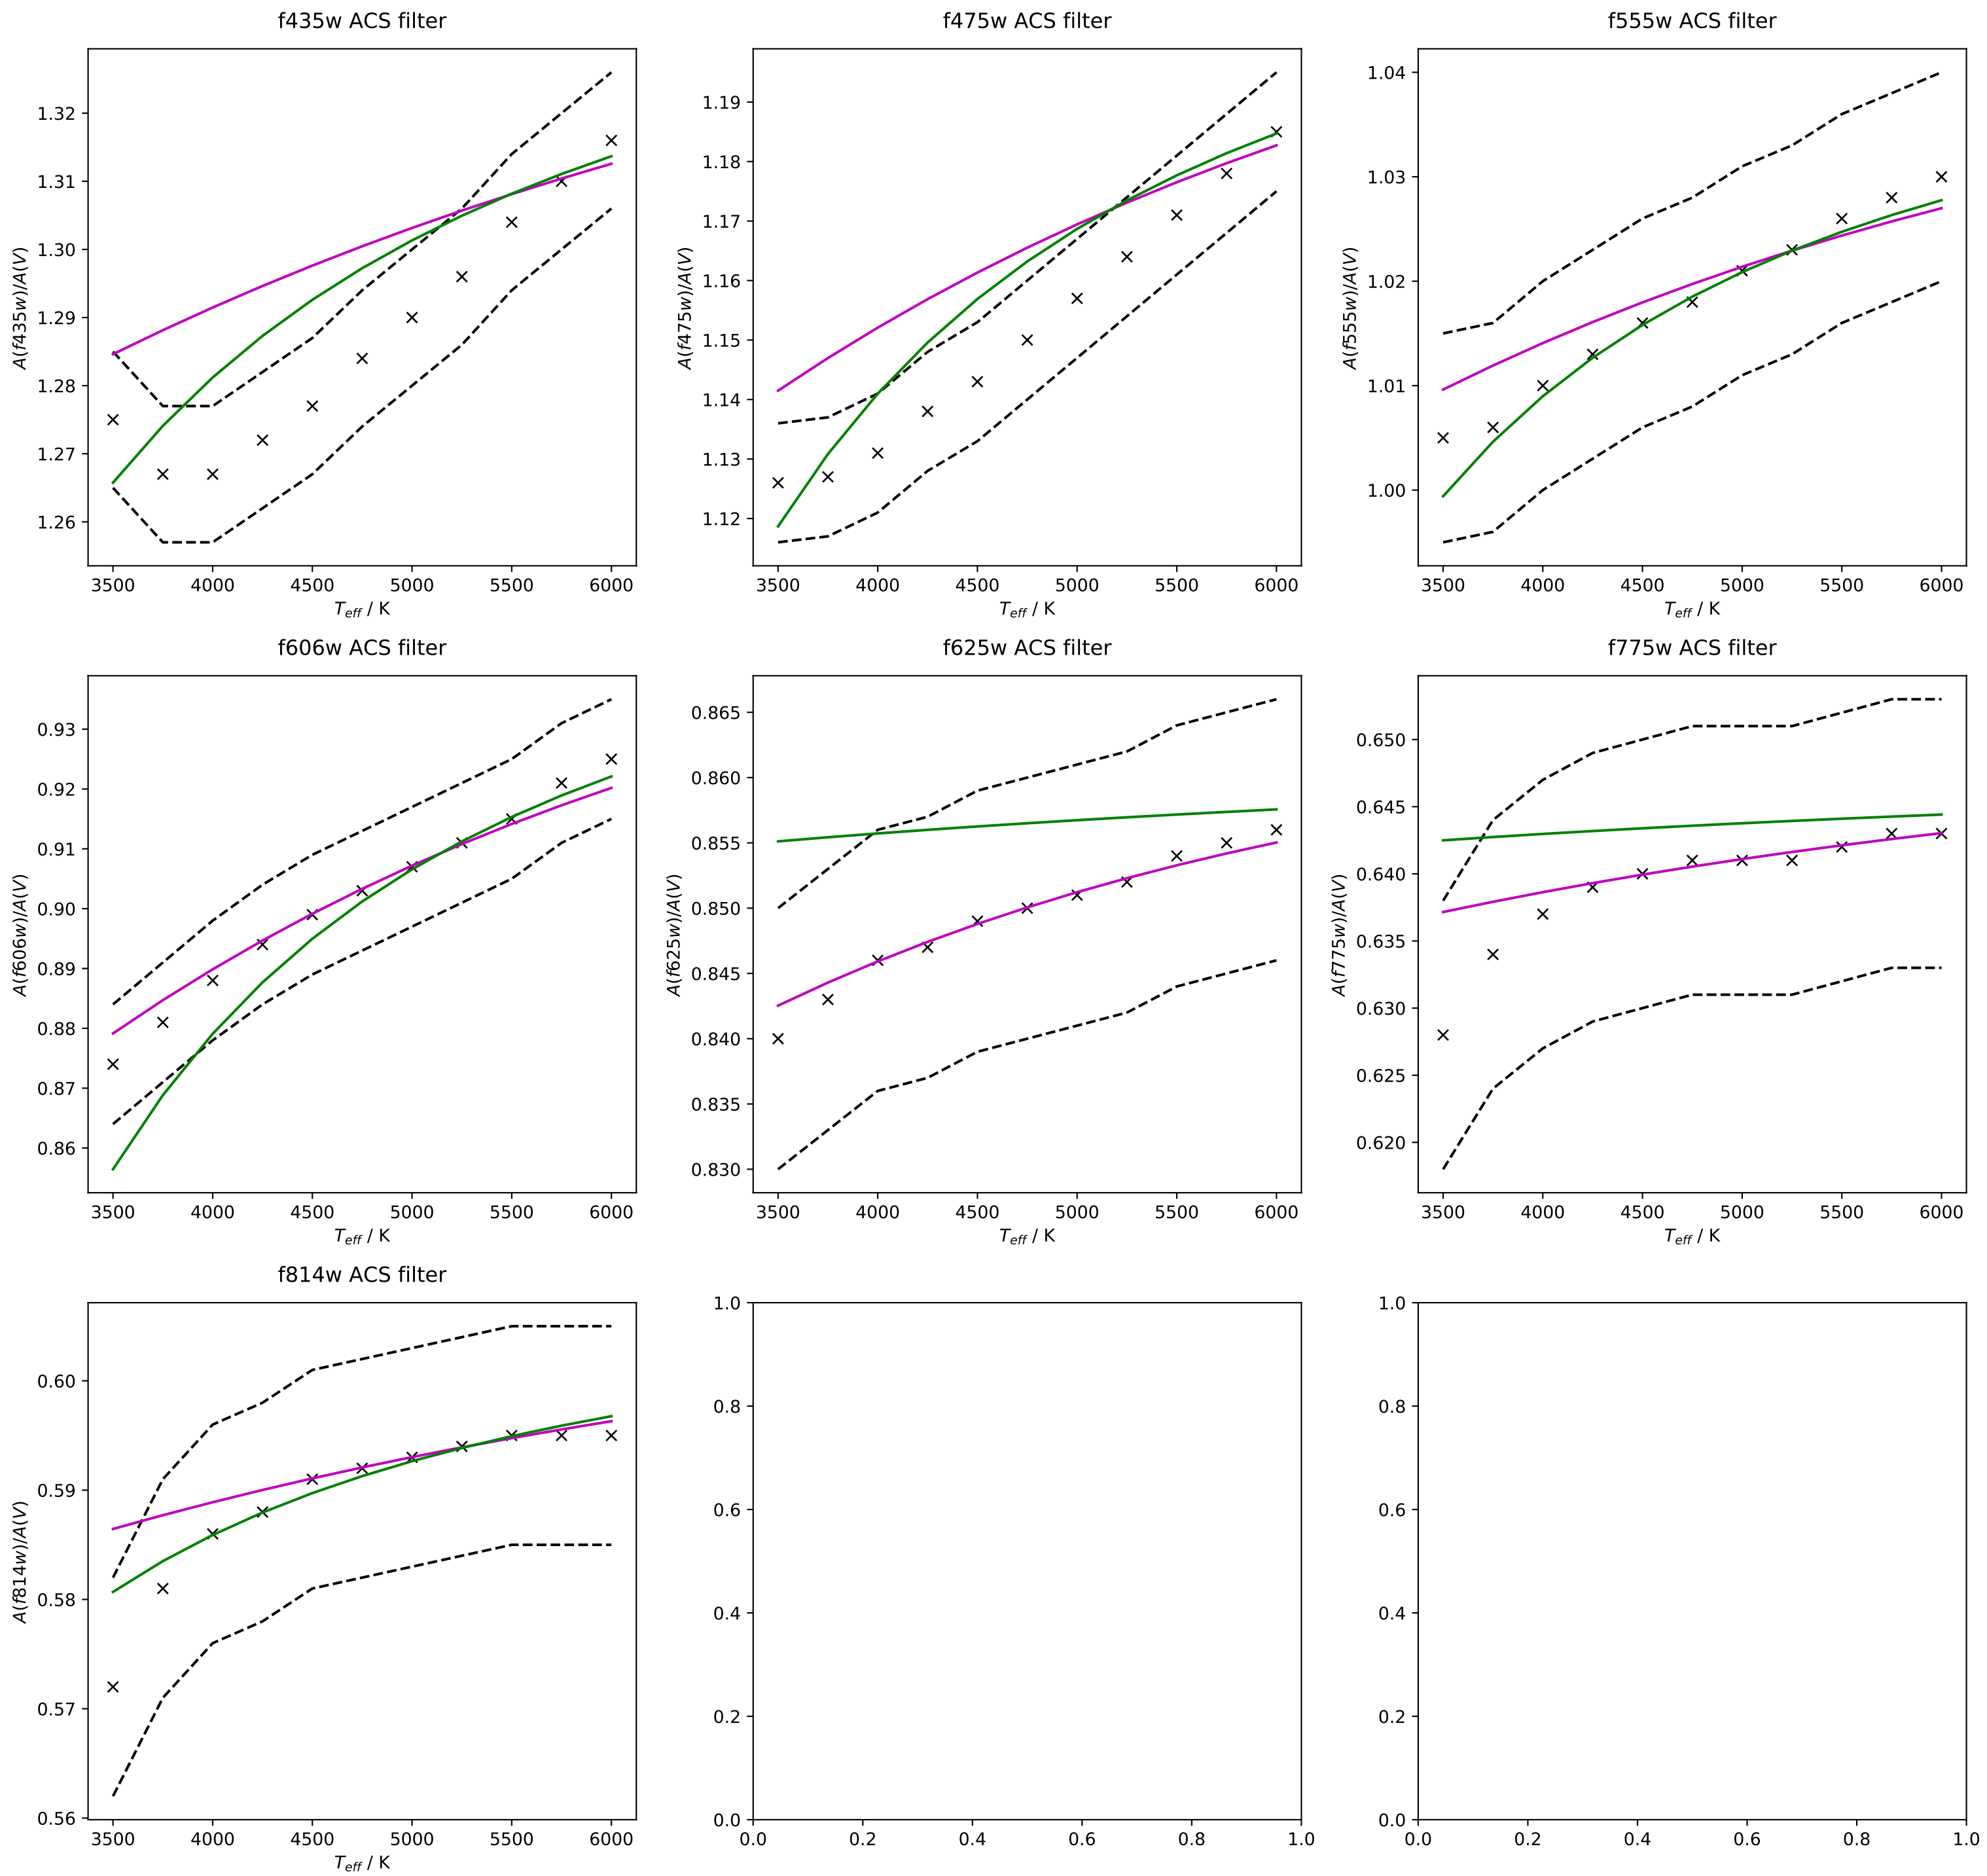 f435w ACS filter
A(f435w)/A(V)
1.32
1.31
1.30
1.29
1.28
1.27
1.26
3500 4000 4500 5000 5500 6000
T_eff / K
f475w ACS filter
A(f475w)/A(V)
1.19
1.18
1.17
1.16
1.15
1.14
1.13
1.12
3500 4000 4500 5000 5500 6000
T_eff / K
f555w ACS filter
A(f555w)/A(V)
1.04
1.03
1.02
1.01
1.00
3500 4000 4500 5000 5500 6000
T_eff / K
f606w ACS filter
A(f606w)/A(V)
0.93
0.92
0.91
0.90
0.89
0.88
0.87
0.86
3500 4000 4500 5000 5500 6000
T_eff / K
f625w ACS filter
A(f625w)/A(V)
0.865
0.860
0.855
0.850
0.845
0.840
0.835
0.830
3500 4000 4500 5000 5500 6000
T_eff / K
f775w ACS filter
A(f775w)/A(V)
0.650
0.645
0.640
0.635
0.630
0.625
0.620
3500 4000 4500 5000 5500 6000
T_eff / K
f814w ACS filter
A(f814w)/A(V)
0.60
0.59
0.58
0.57
0.56
3500 4000 4500 5000 5500 6000
T_eff / K
1.0
0.8
0.6
0.4
0.2
0.0
0.0 0.2 0.4 0.6 0.8 1.0
1.0
0.8
0.6
0.4
0.2
0.0
0.0 0.2 0.4 0.6 0.8 1.0